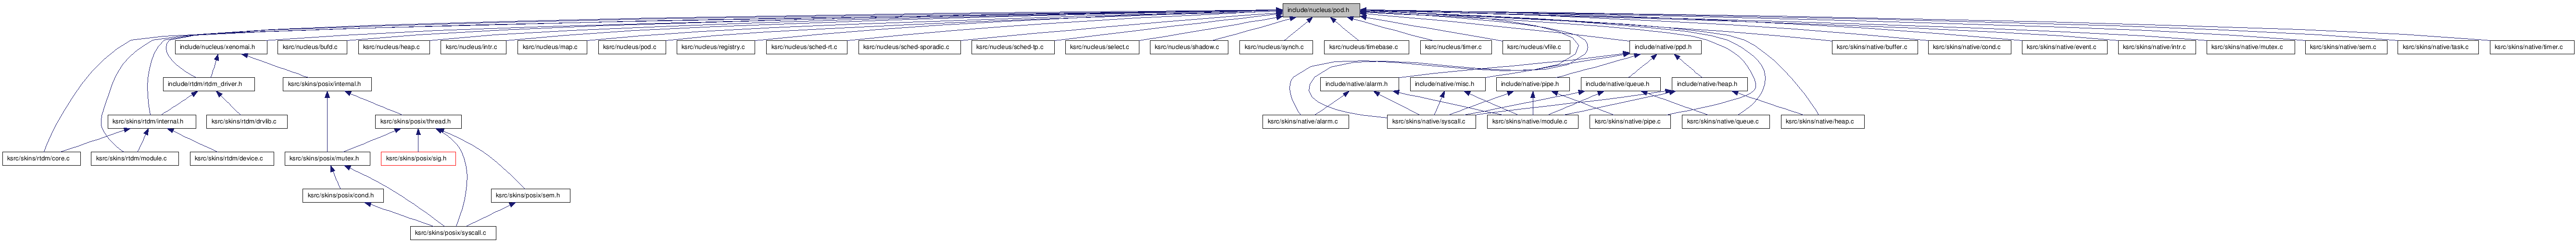 include/nucleus/pod.h
include/nucleus/xenomai.h
ksrc/nucleus/bufd.c
ksrc/nucleus/heap.c
ksrc/nucleus/intr.c
ksrc/nucleus/map.c
ksrc/nucleus/pod.c
ksrc/nucleus/registry.c
ksrc/nucleus/sched-rt.c
ksrc/nucleus/sched-sporadic.c
ksrc/nucleus/sched-tp.c
ksrc/nucleus/select.c
ksrc/nucleus/shadow.c
ksrc/nucleus/synch.c
ksrc/nucleus/timebase.c
ksrc/nucleus/timer.c
ksrc/nucleus/vfile.c
include/native/ppd.h
ksrc/skins/native/buffer.c
ksrc/skins/native/cond.c
ksrc/skins/native/event.c
ksrc/skins/native/intr.c
ksrc/skins/native/mutex.c
ksrc/skins/native/sem.c
ksrc/skins/native/task.c
ksrc/skins/native/timer.c
include/rtdm/rtdm_driver.h
ksrc/skins/posix/internal.h
include/native/alarm.h
include/native/misc.h
include/native/pipe.h
include/native/queue.h
include/native/heap.h
ksrc/skins/rtdm/internal.h
ksrc/skins/rtdm/drvlib.c
ksrc/skins/posix/thread.h
ksrc/skins/native/alarm.c
ksrc/skins/native/syscall.c
ksrc/skins/native/module.c
ksrc/skins/native/pipe.c
ksrc/skins/native/queue.c
ksrc/skins/native/heap.c
ksrc/skins/rtdm/core.c
ksrc/skins/rtdm/module.c
ksrc/skins/rtdm/device.c
ksrc/skins/posix/mutex.h
ksrc/skins/posix/sig.h
ksrc/skins/posix/cond.h
ksrc/skins/posix/sem.h
ksrc/skins/posix/syscall.c